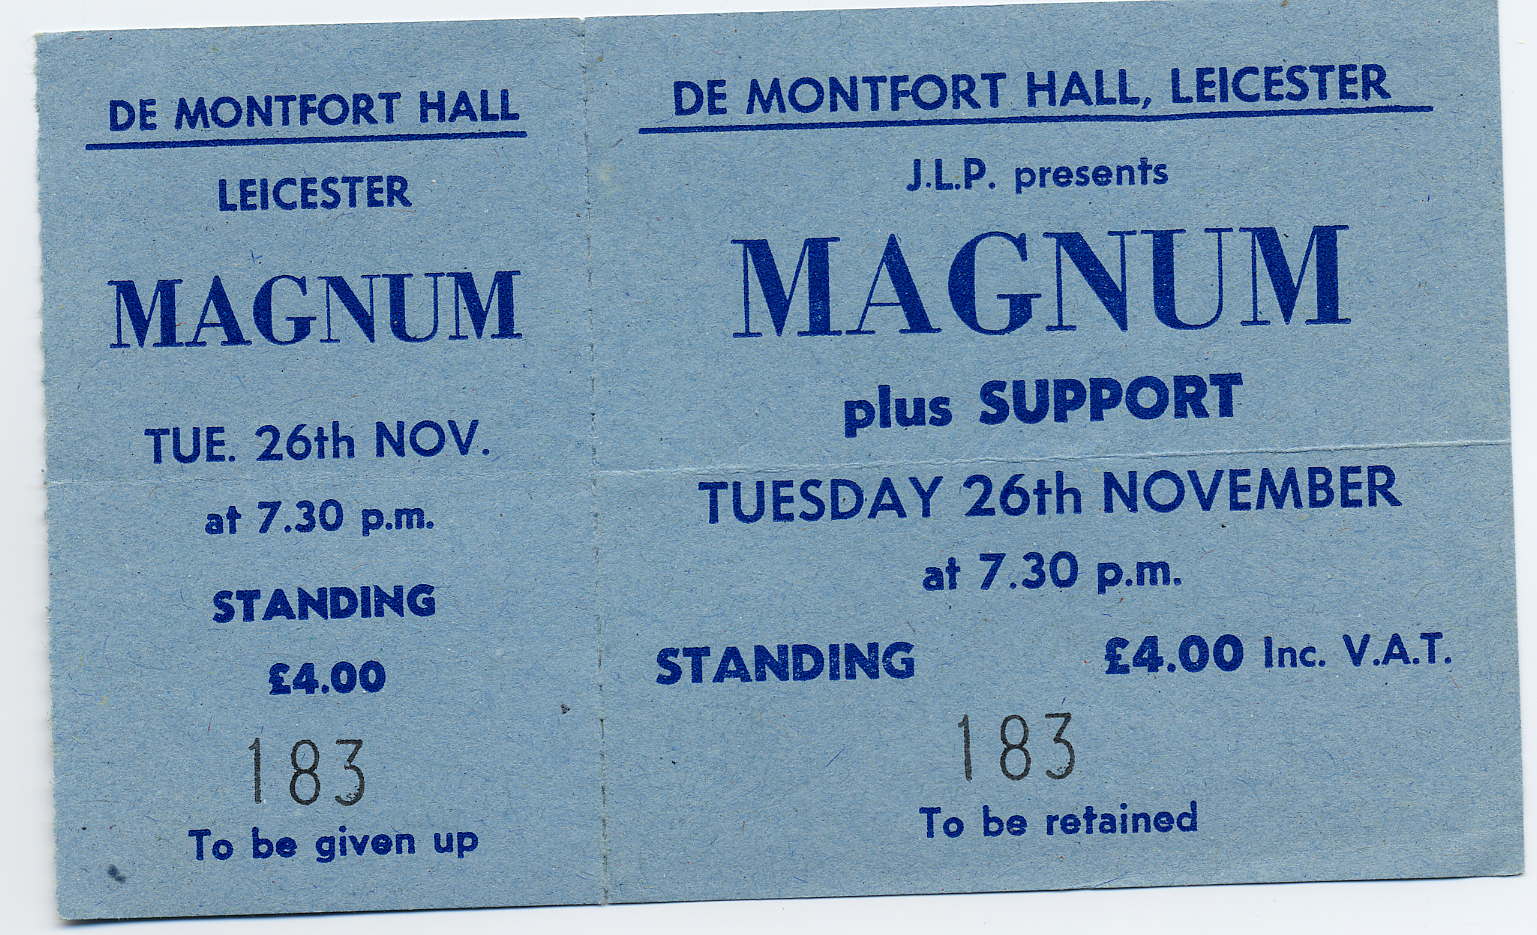 DE MONTFORT HALL
LEICESTER
MAGNUM
TUE. 26th NOV.
at 7.30 p.m.
STANDING
£4.00
183
To be given up
DE MONTFORT HALL, LEICESTER
J.L.P. presents
MAGNUM
plus SUPPORT
TUESDAY 26th NOVEMBER
at 7.30 p.m.
STANDING £4.00 Inc. V.A.T.
183
To be retained